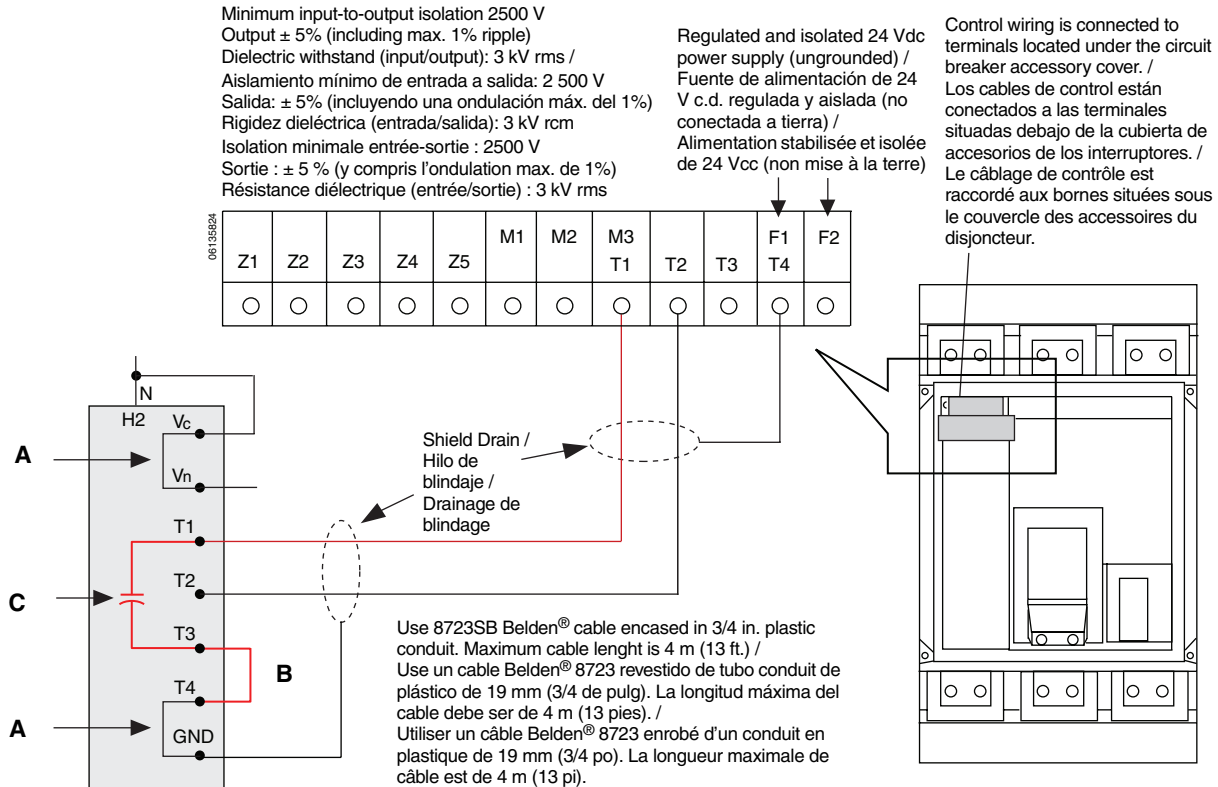 Minimum input-to-output isolation 2500 V
Output ± 5% (including max. 1% ripple)
Dielectric withstand (input/output): 3 kV rms /
Aislamiento mínimo de entrada a salida: 2 500 V
Salida: ± 5% (incluyendo una ondulación máx. del 1%)
Rigidez dieléctrica (entrada/salida): 3 kV rcm
Isolation minimale entrée-sortie : 2500 V
Sortie : ± 5 % (y compris l’ondulation max. de 1%)
Résistance diélectrique (entrée/sortie) : 3 kV rms
Regulated and isolated 24 Vdc
power supply (ungrounded) /
Fuente de alimentación de 24
V c.d. regulada y aislada (no
conectada a tierra) /
Alimentation stabilisée et isolée
de 24 Vcc (non mise à la terre)
Control wiring is connected to
terminals located under the circuit
breaker accessory cover. /
Los cables de control están
conectados a las terminales
situadas debajo de la cubierta de
accesorios de los interruptores. /
Le câblage de contrôle est
raccordé aux bornes situées sous
le couvercle des accessoires du
disjoncteur.
06135824
M1 M2 M3 F1 F2
Z1 Z2 Z3 Z4 Z5 T1 T2 T3 T4
N
H2
Vc
A
Vn
Shield Drain /
Hilo de
blindaje /
Drainage de
blindage
T1
T2
C
T3
B
T4
A
GND
Use 8723SB Belden® cable encased in 3/4 in. plastic
conduit. Maximum cable lenght is 4 m (13 ft.) /
Use un cable Belden® 8723 revestido de tubo conduit de
plástico de 19 mm (3/4 de pulg). La longitud máxima del
cable debe ser de 4 m (13 pies). /
Utiliser un câble Belden® 8723 enrobé d’un conduit en
plastique de 19 mm (3/4 po). La longueur maximale de
câble est de 4 m (13 pi).